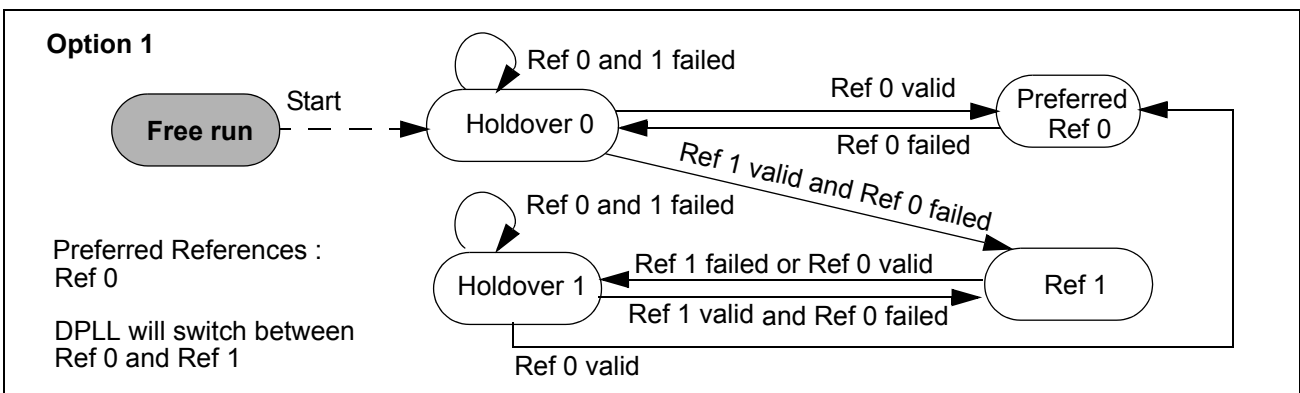 Option 1
Ref 0 and 1 failed
Start
Free run
Holdover 0
Ref 0 valid
Preferred
Ref 0
Ref 0 failed
Ref 1 valid and Ref 0 failed
Ref 0 and 1 failed
Preferred References :
Ref 0
Holdover 1
Ref 1 failed or Ref 0 valid
Ref 1
Ref 1 valid and Ref 0 failed
DPLL will switch between
Ref 0 and Ref 1
Ref 0 valid